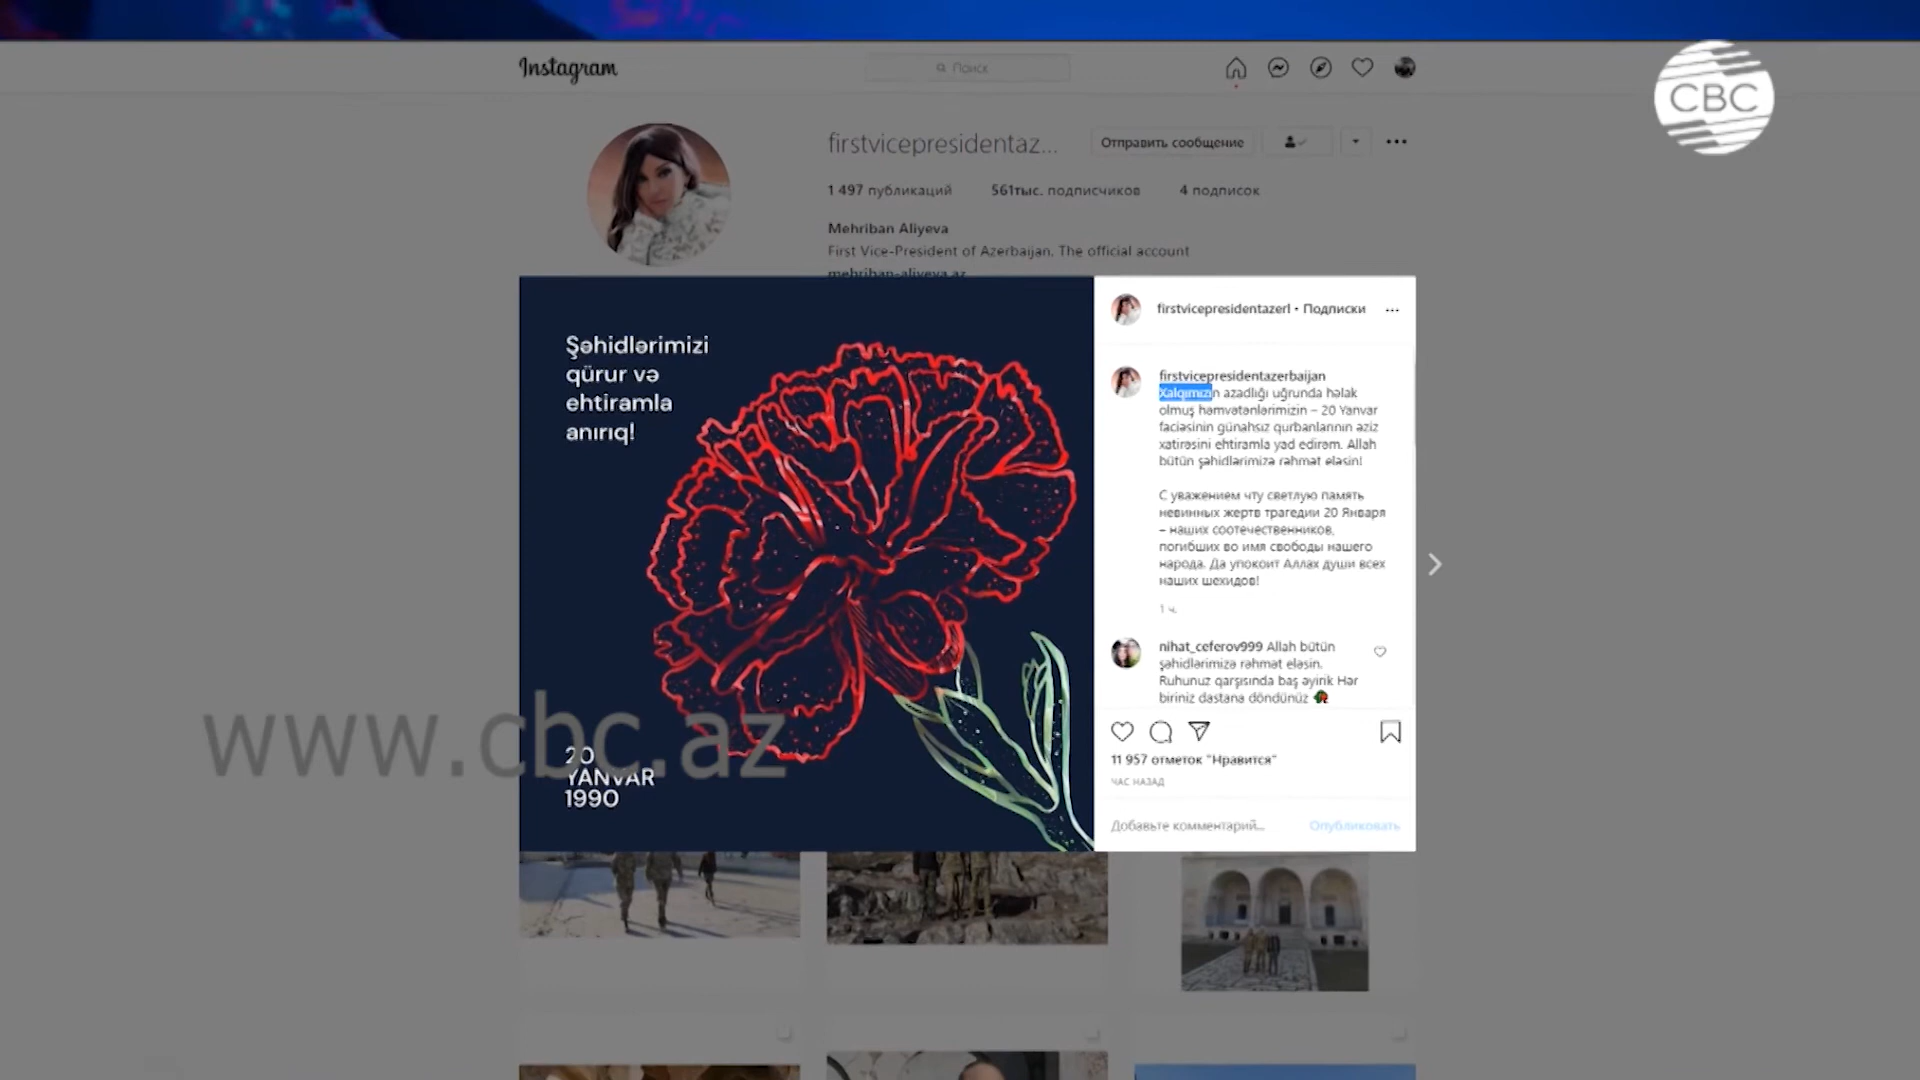 Instagram
Поиск
CBC
firstvicepresidentaz...
Отправить сообщение
1 497 публикаций 561тыс. подписчиков 4 подписок
Mehriban Aliyeva
First Vice-President of Azerbaijan. The official account
mehriban-aliyeva.az
Şəhidlərimizi
qürur və
ehtiramla
anırıq!
20
YANVAR
1990
firstvicepresidentazerl • Подписки
firstvicepresidentazerbaijan
Xalqımızın azadlığı uğrunda həlak
olmuş həmvətənlərimizin – 20 Yanvar
faciəsinin günahsız qurbanlarının əziz
xatirəsini ehtiramla yad edirəm. Allah
bütün şəhidlərimizə rəhmət eləsin!
С уважением чту светлую память
невинных жертв трагедии 20 Января
– наших соотечественников,
погибших во имя свободы нашего
народа. Да упокоит Аллах души всех
наших шехидов!
1 ч.
nihat_ceferov999 Allah bütün
şəhidlərimizə rəhmət eləsin.
Ruhunuz qarşısında baş əyirik Hər
biriniz dastana döndünüz
11 957 отметок "Нравится"
ЧАС НАЗАД
Добавьте комментарий...
Опубликовать
www.cbc.az